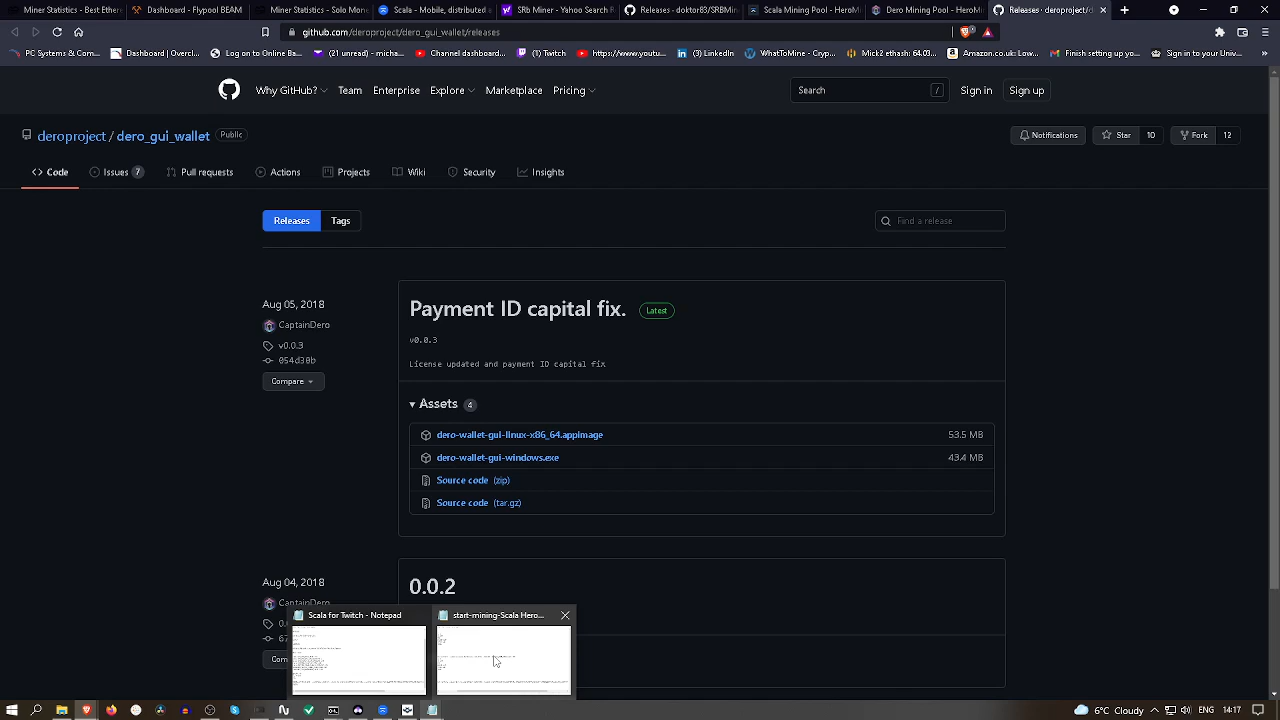 Miner Statistics - Best Ether
Dashboard - Flypool BEAM
Miner Statistics - Solo Mon
Scala - Mobile, distributed
SRb Miner - Yahoo Search R
Releases - doktor83/SRBMin
Scala Mining Pool - HeroM
Dero Mining Pool - HeroMi
Releases · deroproject/de
github.com/deroproject/dero_gui_wallet/releases
PC Systems & Com...
Dashboard | Overcl...
Log on to Online Ba...
(1) unread - micha...
Channel dashboard...
(1) Twitch
https://www.youtu...
(1) LinkedIn
WhatToMine - Cryp...
Mick2 ethash: 64.03...
Amazon.co.uk: Low...
Finish setting up
Sign in to your Univ...
Why GitHub?
Team
Enterprise
Explore
Marketplace
Pricing
Search
/
Sign in
Sign up
deroproject / dero_gui_wallet
Public
Notifications
Star 10
Fork 12
Code
Issues 7
Pull requests
Actions
Projects
Wiki
Security
Insights
Releases
Tags
Find a release
Aug 05, 2018
CaptainDero
v0.0.3
054d38b
Compare
Payment ID capital fix.
Latest
v0.0.3
License updated and payment ID capital fix
Assets 4
dero-wallet-gui-linux-x86_64.appimage
53.5 MB
dero-wallet-gui-windows.exe
43.4 MB
Source code (zip)
Source code (tar.gz)
Aug 04, 2018
CaptainDero
0.0.2
Scala for Twitch - Notepad
start-mining-Scala Hero...
6°C Cloudy
ENG
14:17